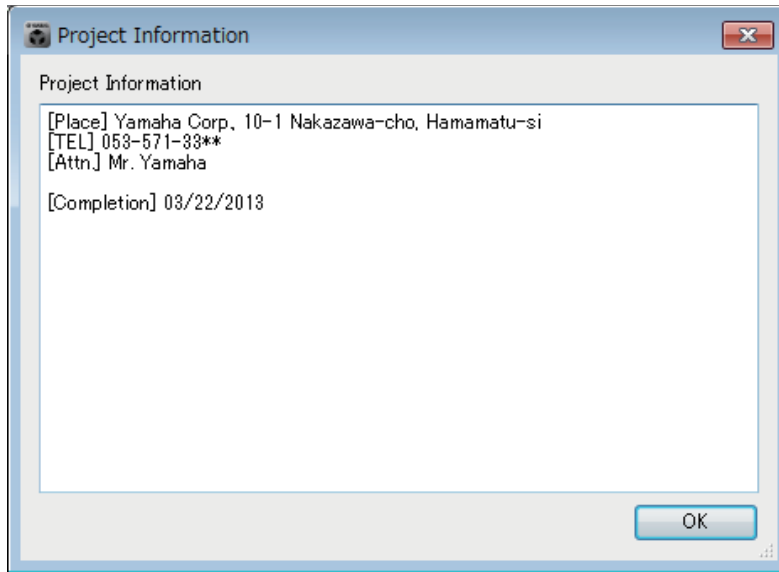 Project Information
Project Information
[Place] Yamaha Corp, 10-1 Nakazawa-cho, Hamamatu-si
[TEL] 053-571-33**
[Attn.] Mr. Yamaha
[Completion] 03/22/2013
OK